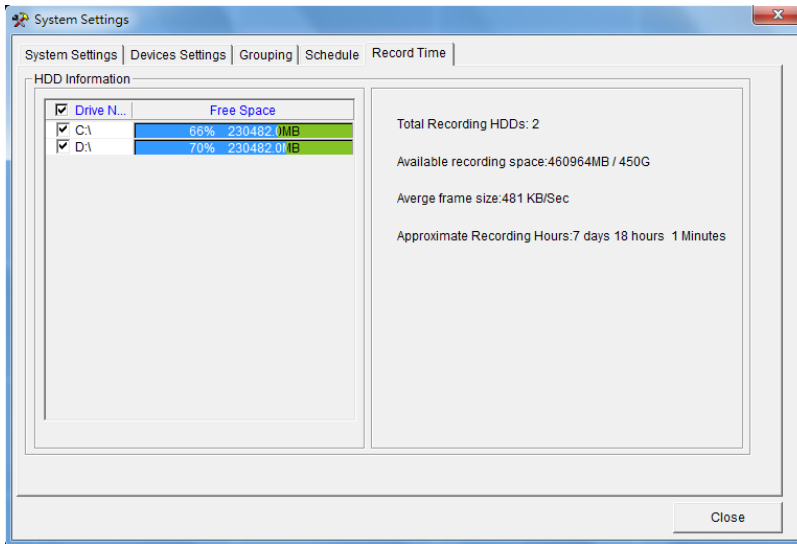 System Settings
System Settings Devices Settings Grouping Schedule Record Time
HDD Information
Drive N... Free Space
C:\ 66% 230482.0MB
D:\ 70% 230482.0MB
Total Recording HDDs: 2
Available recording space:460964MB / 450G
Averge frame size:481 KB/Sec
Approximate Recording Hours:7 days 18 hours 1 Minutes
Close